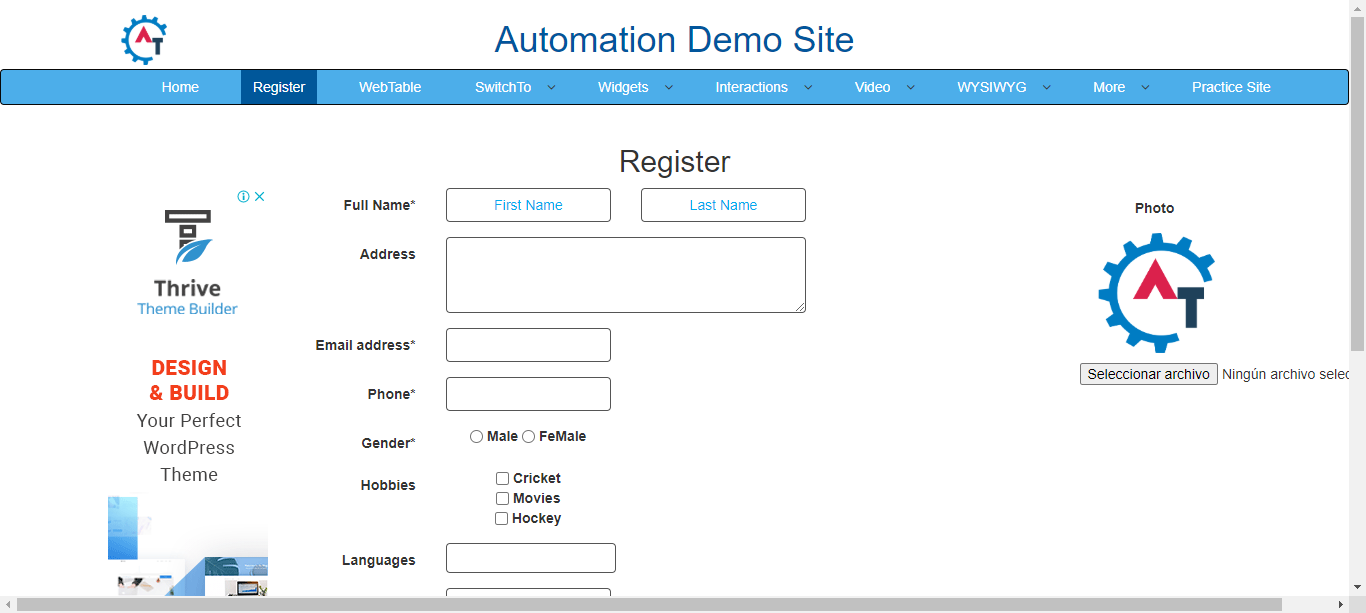 Automation Demo Site
Home Register WebTable SwitchTo Widgets Interactions Video WYSIWYG More Practice Site
Register
Full Name* First Name Last Name
Address
Email address*
Phone*
Gender* Male FeMale
Hobbies Cricket
Movies
Hockey
Languages
Photo
AT
Seleccionar archivo Ningún archivo selec
Thrive
Theme Builder
DESIGN
& BUILD
Your Perfect
WordPress
Theme
AT